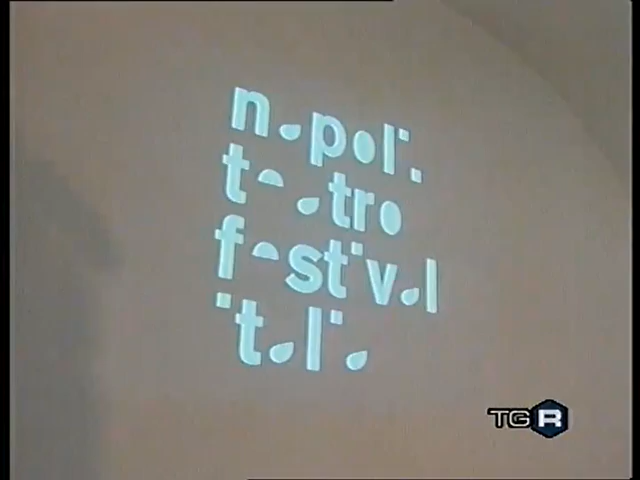 napoli
teatro
festival
italia
TGR